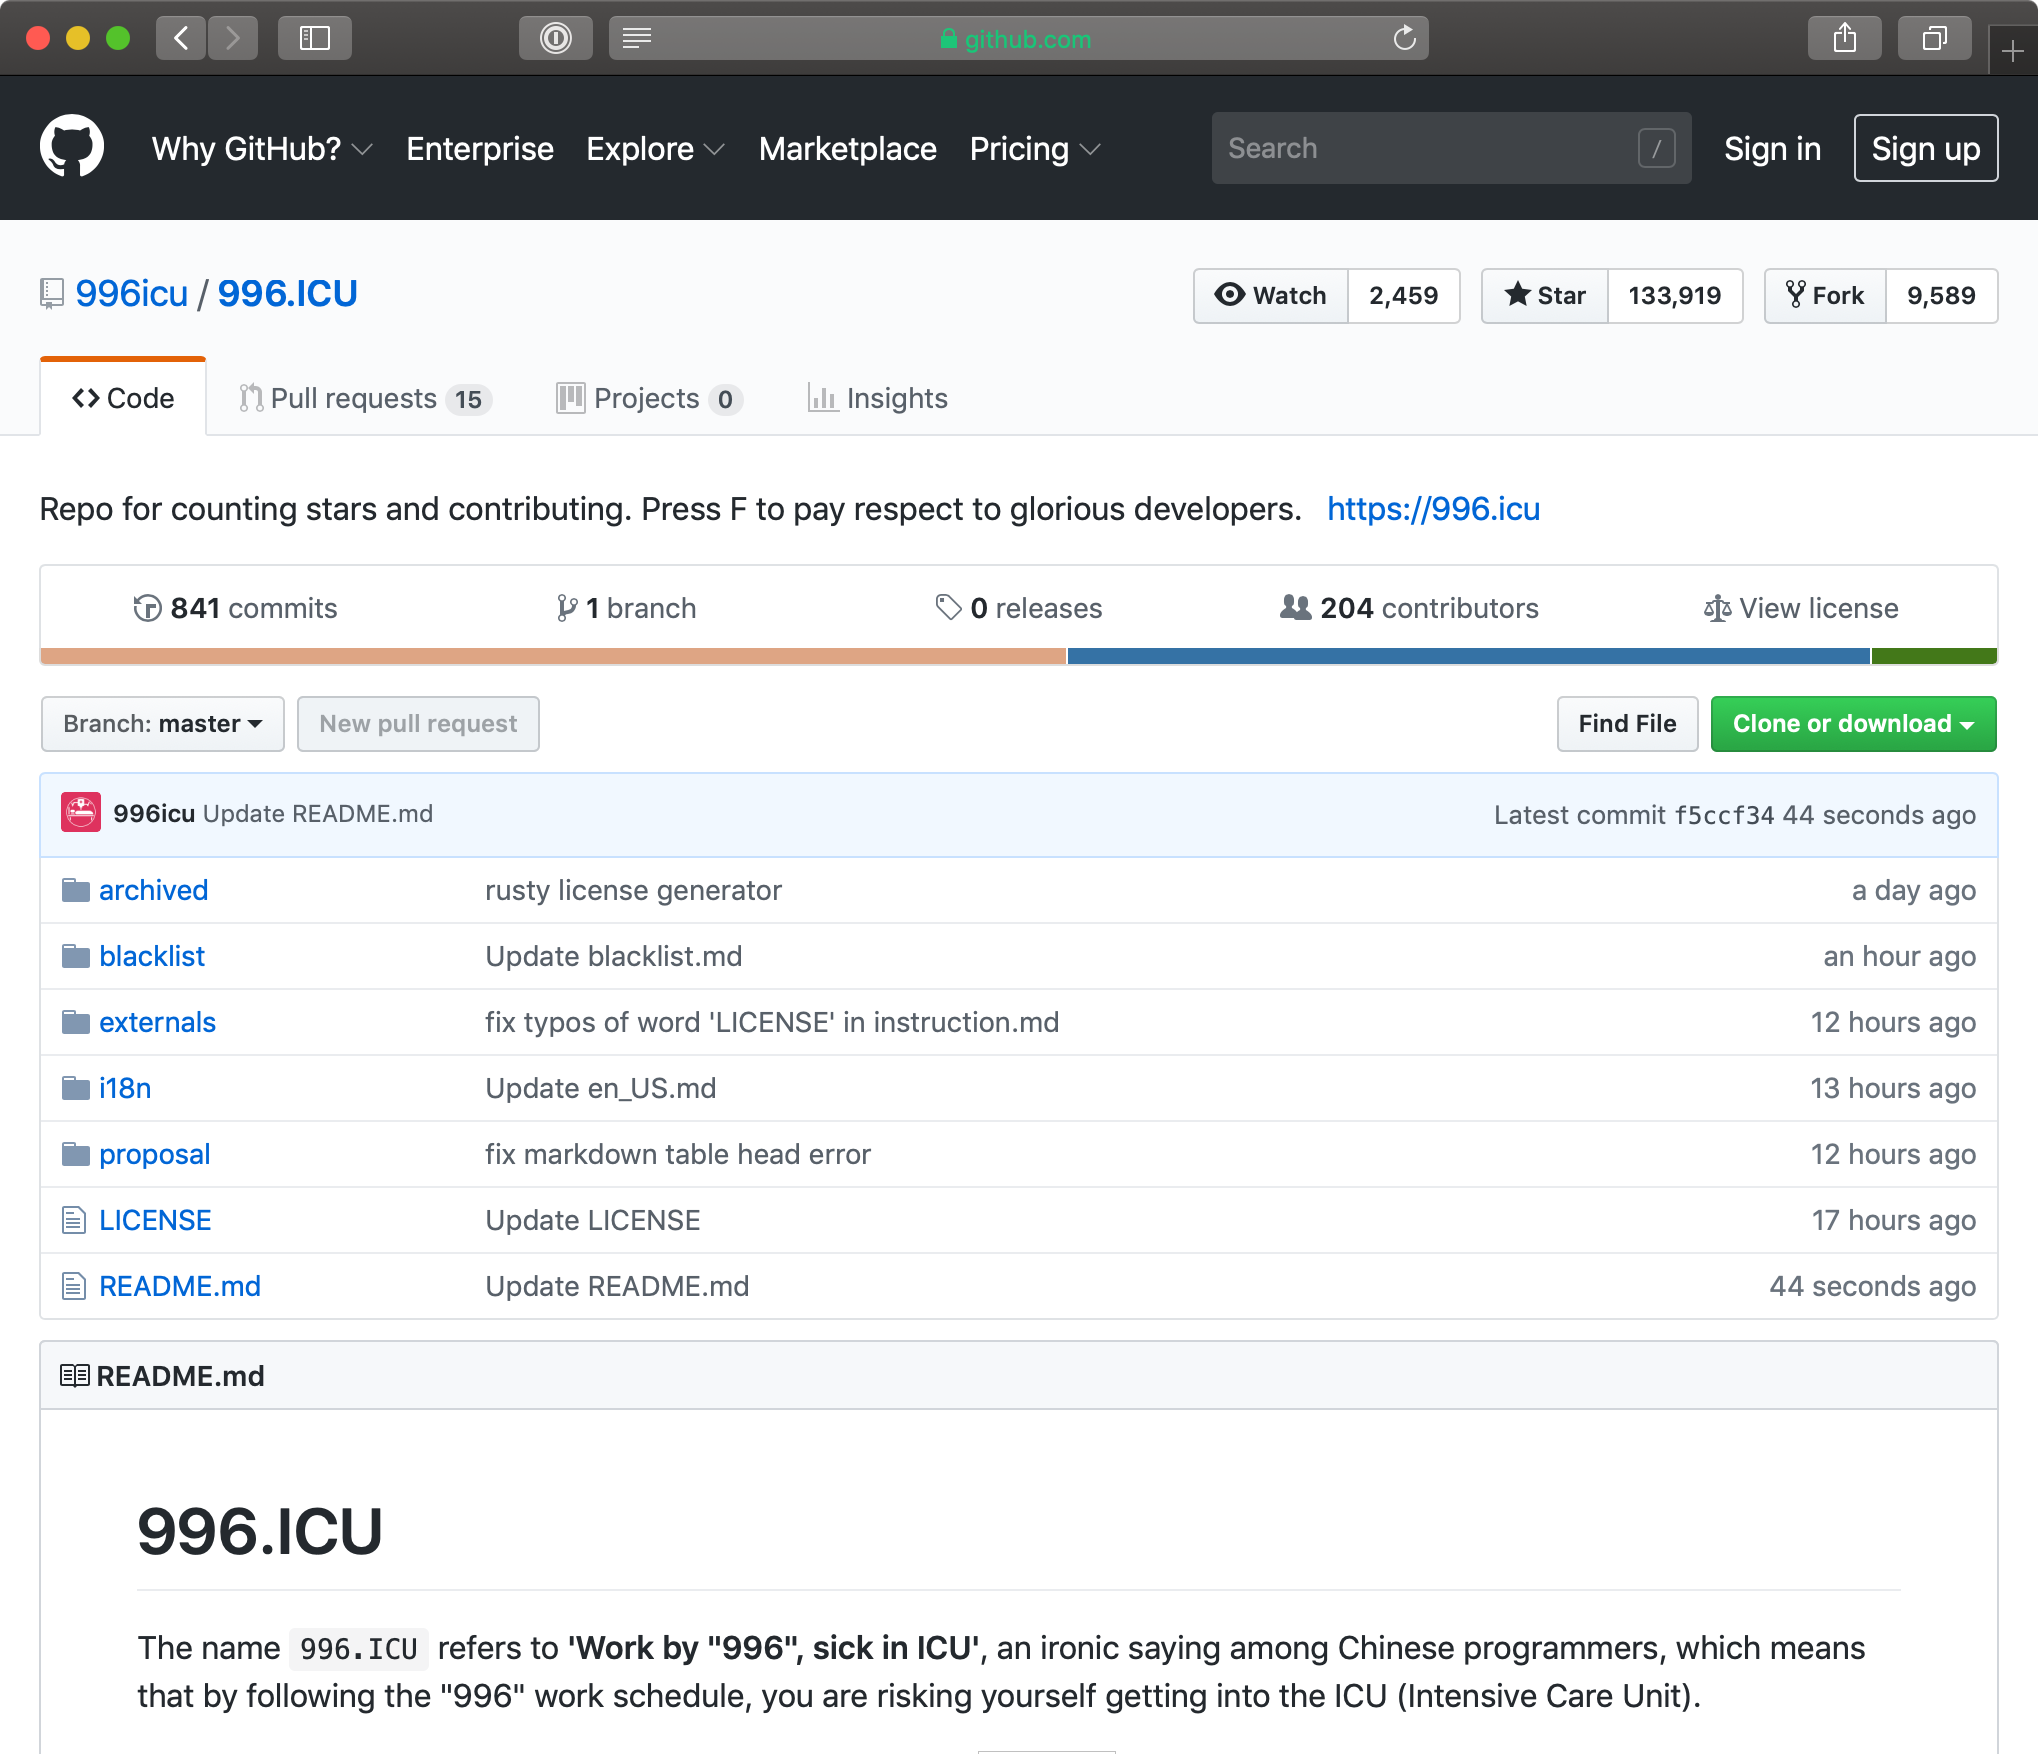 github.com
Why GitHub? Enterprise Explore Marketplace Pricing Search / Sign in Sign up
996icu / 996.ICU
Watch 2,459 Star 133,919 Fork 9,589
Code Pull requests 15 Projects 0 Insights
Repo for counting stars and contributing. Press F to pay respect to glorious developers. https://996.icu
841 commits 1 branch 0 releases 204 contributors View license
Branch: master New pull request Find File Clone or download
996icu Update README.md Latest commit f5ccf34 44 seconds ago
archived rusty license generator a day ago
blacklist Update blacklist.md an hour ago
externals fix typos of word 'LICENSE' in instruction.md 12 hours ago
i18n Update en_US.md 13 hours ago
proposal fix markdown table head error 12 hours ago
LICENSE Update LICENSE 17 hours ago
README.md Update README.md 44 seconds ago
README.md
996.ICU
The name 996.ICU refers to 'Work by "996", sick in ICU', an ironic saying among Chinese programmers, which means
that by following the "996" work schedule, you are risking yourself getting into the ICU (Intensive Care Unit).